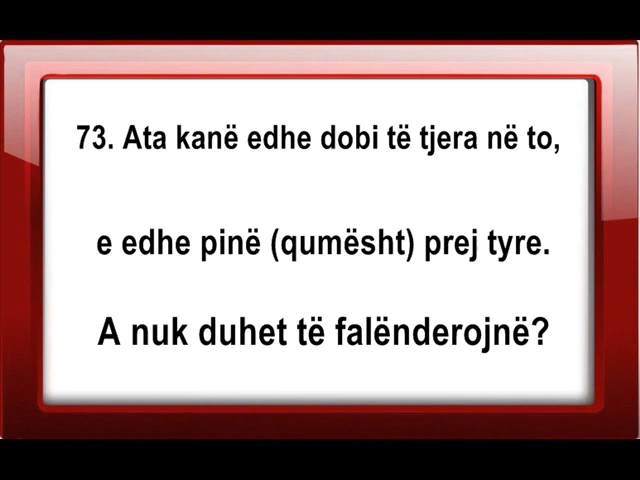 73. Ata kanë edhe dobi të tjera në to,
e edhe pinë (qumësht) prej tyre.
A nuk duhet të falënderojnë?